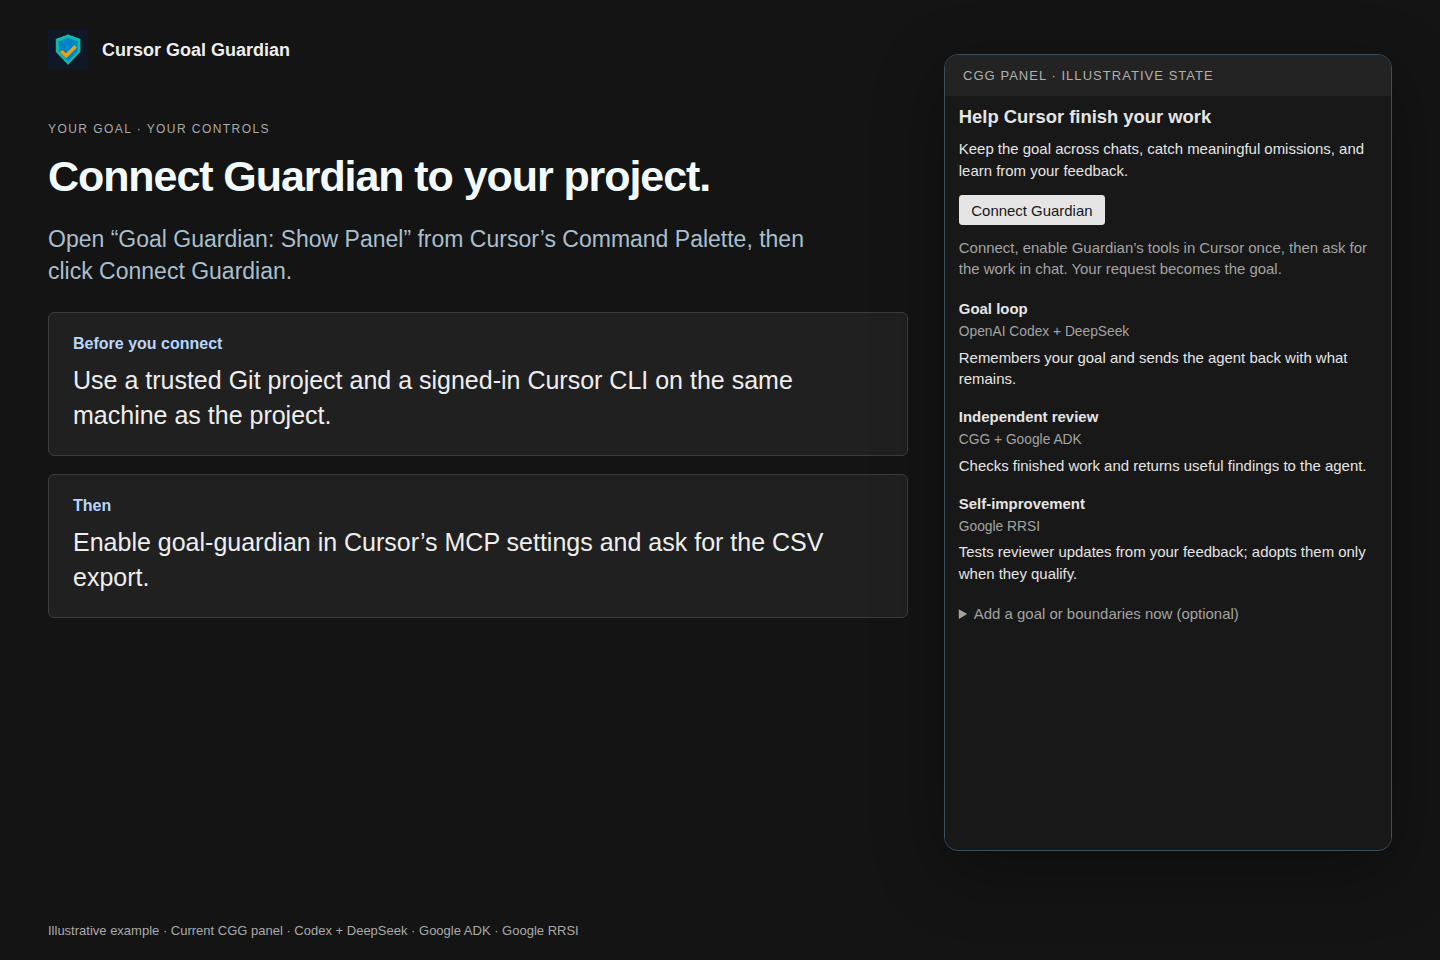 Cursor Goal Guardian
YOUR GOAL · YOUR CONTROLS
Connect Guardian to your project.
Open “Goal Guardian: Show Panel” from Cursor’s Command Palette, then
click Connect Guardian.
Before you connect
Use a trusted Git project and a signed-in Cursor CLI on the same
machine as the project.
Then
Enable goal-guardian in Cursor’s MCP settings and ask for the CSV
export.
CGG PANEL · ILLUSTRATIVE STATE
Help Cursor finish your work
Keep the goal across chats, catch meaningful omissions, and
learn from your feedback.
Connect Guardian
Connect, enable Guardian’s tools in Cursor once, then ask for
the work in chat. Your request becomes the goal.
Goal loop
OpenAI Codex + DeepSeek
Remembers your goal and sends the agent back with what
remains.
Independent review
CGG + Google ADK
Checks finished work and returns useful findings to the agent.
Self-improvement
Google RRSI
Tests reviewer updates from your feedback; adopts them only
when they qualify.
Add a goal or boundaries now (optional)
Illustrative example · Current CGG panel · Codex + DeepSeek · Google ADK · Google RRSI